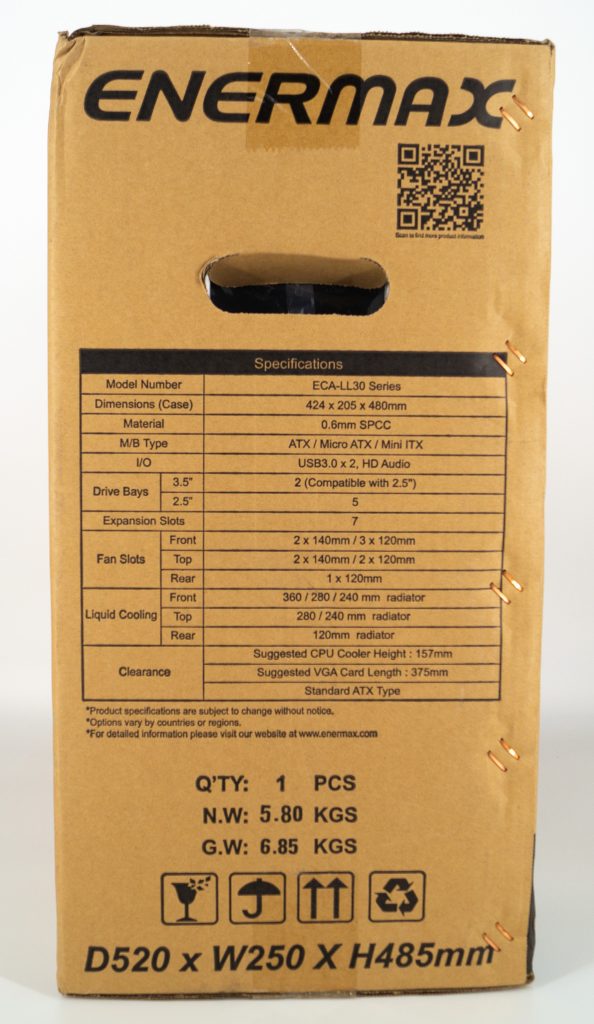 ENERMAX
Scan to find more product information
Specifications
Model Number ECA-LL30 Series
Dimensions (Case) 424 x 205 x 480mm
Material 0.6mm SPCC
M/B Type ATX / Micro ATX / Mini ITX
I/O USB3.0 x 2, HD Audio
Drive Bays 3.5" 2 (Compatible with 2.5")
2.5" 5
Expansion Slots 7
Fan Slots Front 2 x 140mm / 3 x 120mm
Top 2 x 140mm / 2 x 120mm
Rear 1 x 120mm
Liquid Cooling Front 360 / 280 / 240 mm radiator
Top 280 / 240 mm radiator
Rear 120mm radiator
Clearance Suggested CPU Cooler Height : 157mm
Suggested VGA Card Length : 375mm
Standard ATX Type
*Product specifications are subject to change without notice.
*Options vary by countries or regions.
*For detailed information please visit our website at www.enermax.com
Q'TY: 1 PCS
N.W: 5.80 KGS
G.W: 6.85 KGS
D520 x W250 X H485mm